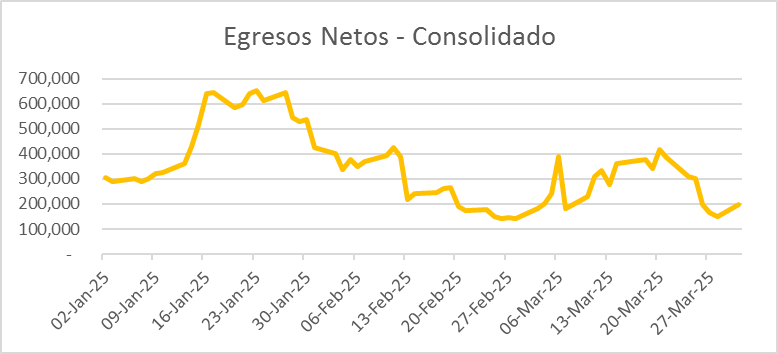 Egresos Netos - Consolidado
700,000
600,000
500,000
400,000
300,000
200,000
100,000
-
02-Jan-25
09-Jan-25
16-Jan-25
23-Jan-25
30-Jan-25
06-Feb-25
13-Feb-25
20-Feb-25
27-Feb-25
06-Mar-25
13-Mar-25
20-Mar-25
27-Mar-25